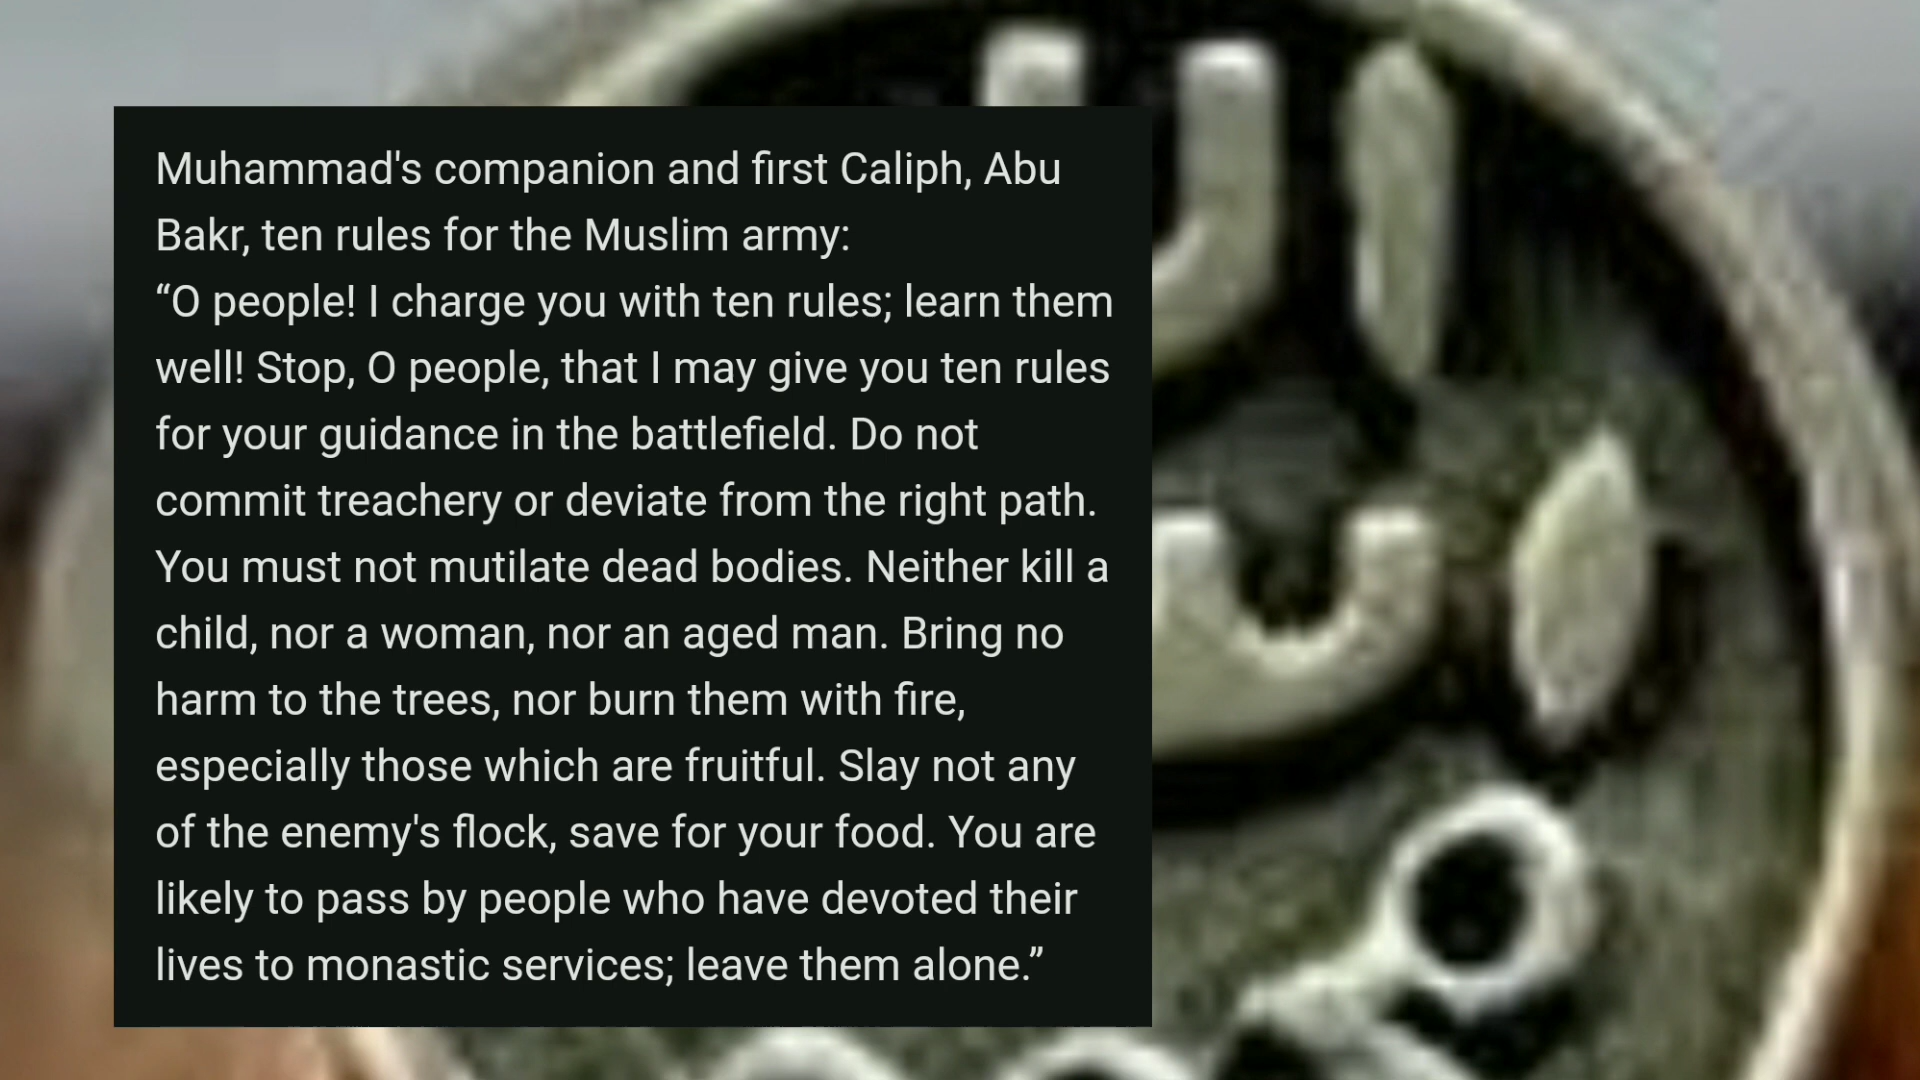 Muhammad's companion and first Caliph, Abu
Bakr, ten rules for the Muslim army:
“O people! I charge you with ten rules; learn them
well! Stop, O people, that I may give you ten rules
for your guidance in the battlefield. Do not
commit treachery or deviate from the right path.
You must not mutilate dead bodies. Neither kill a
child, nor a woman, nor an aged man. Bring no
harm to the trees, nor burn them with fire,
especially those which are fruitful. Slay not any
of the enemy's flock, save for your food. You are
likely to pass by people who have devoted their
lives to monastic services; leave them alone.”